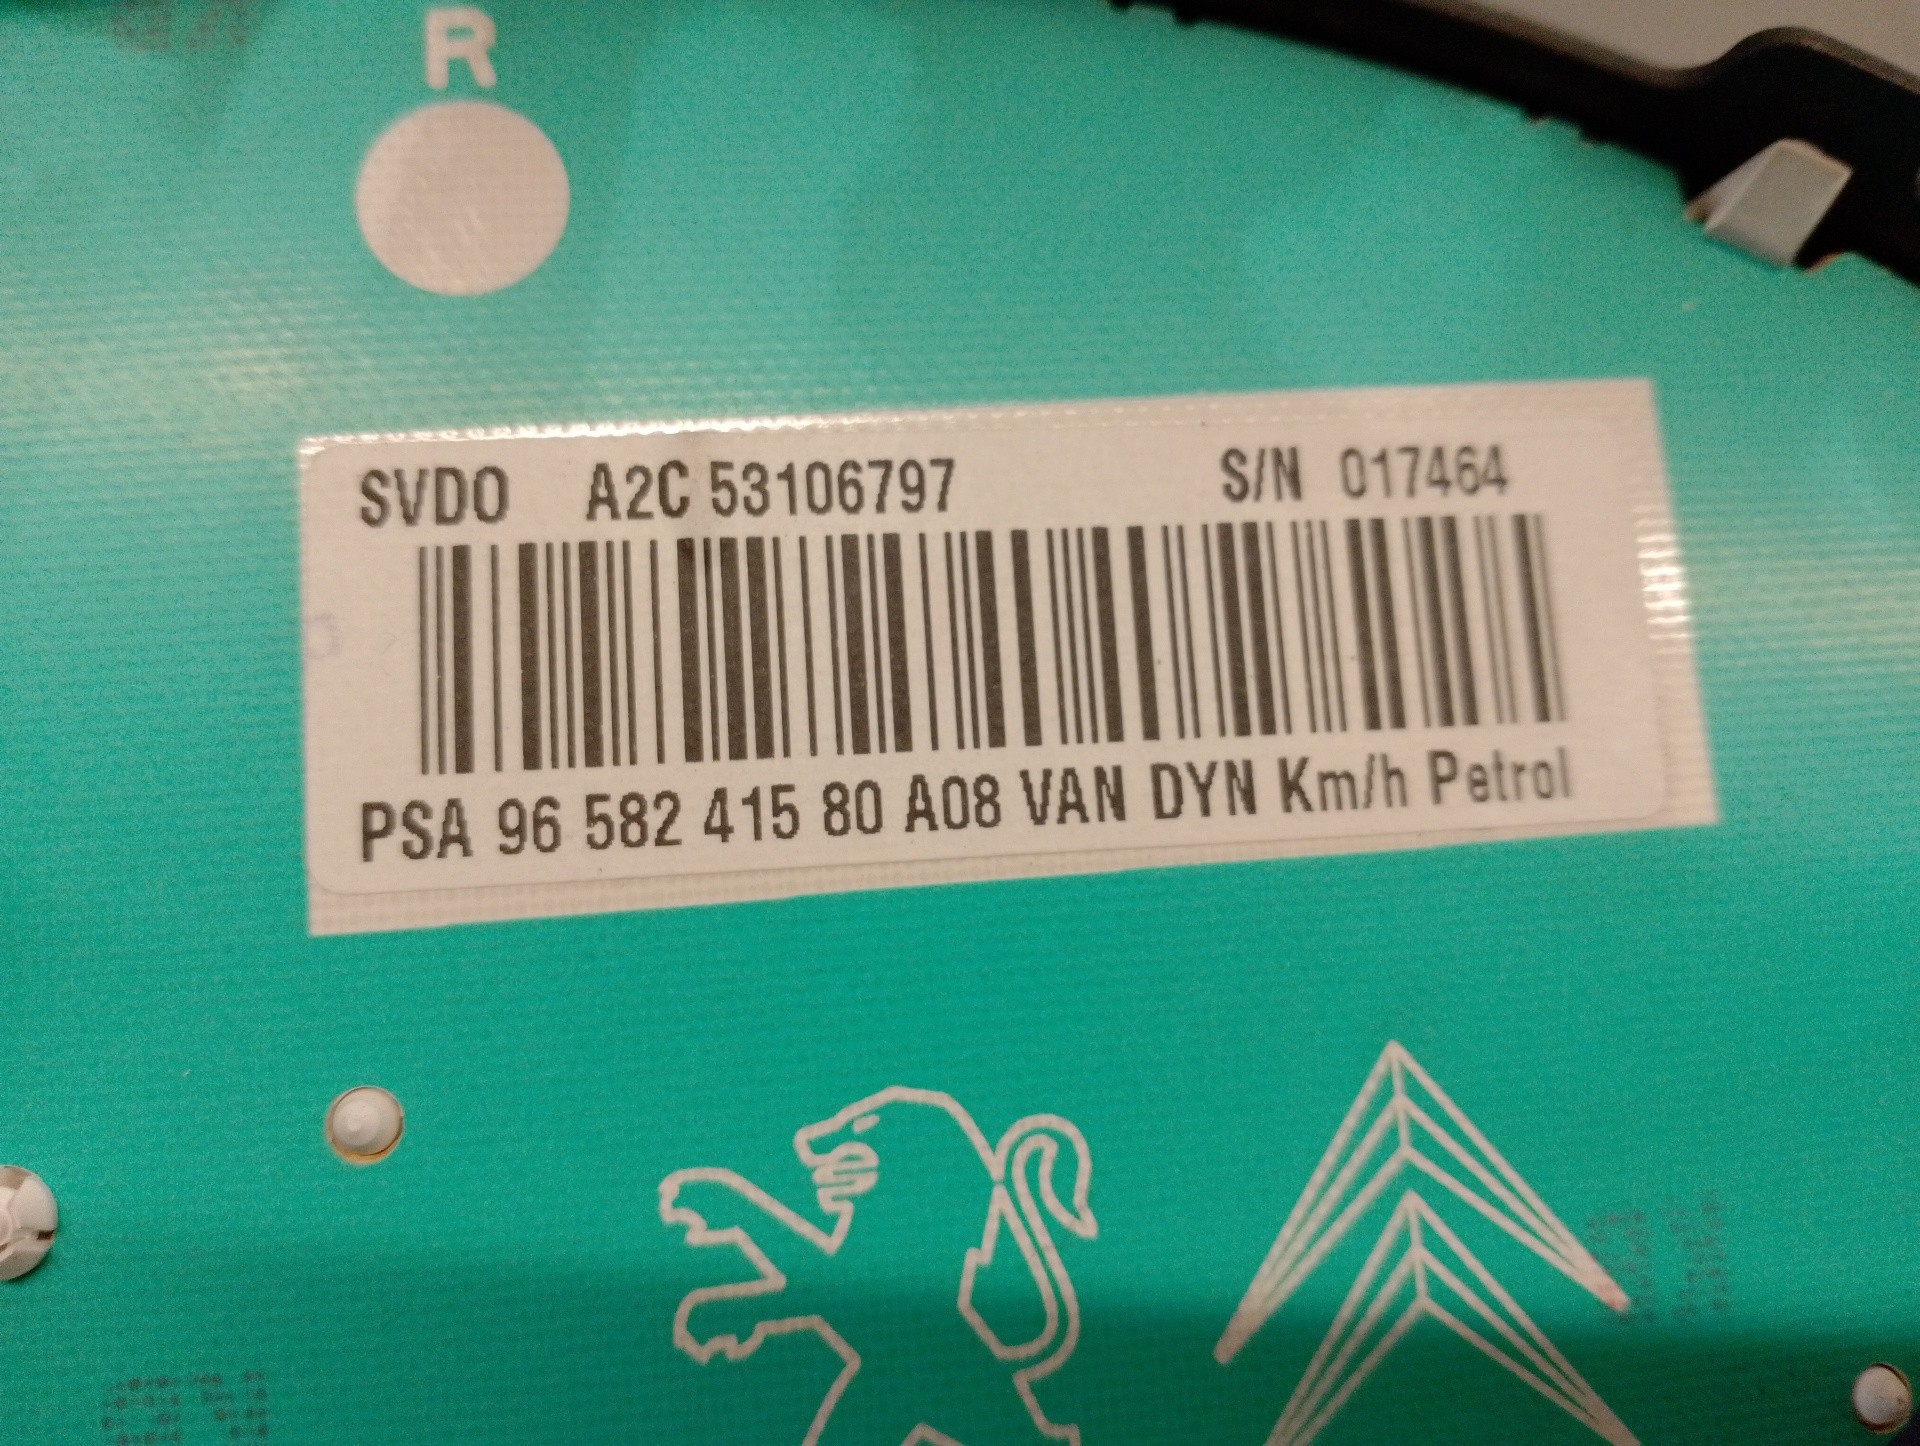 R
SVDO A2C 53106797 S/N 017464
PSA 96 582 415 80 A08 VAN DYN Km/h Petrol